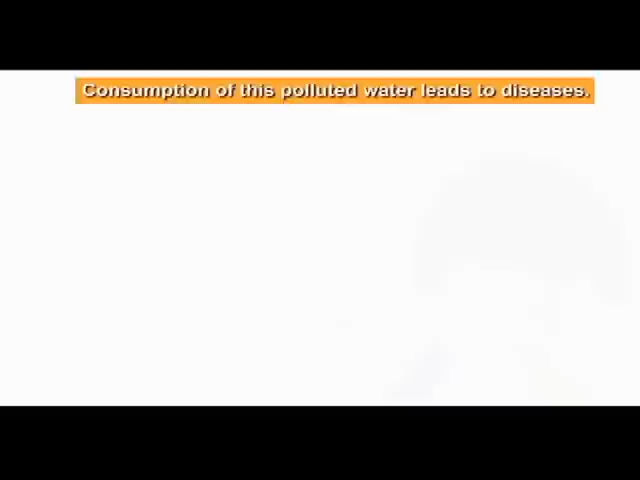 Consumption of this polluted water leads to diseases.